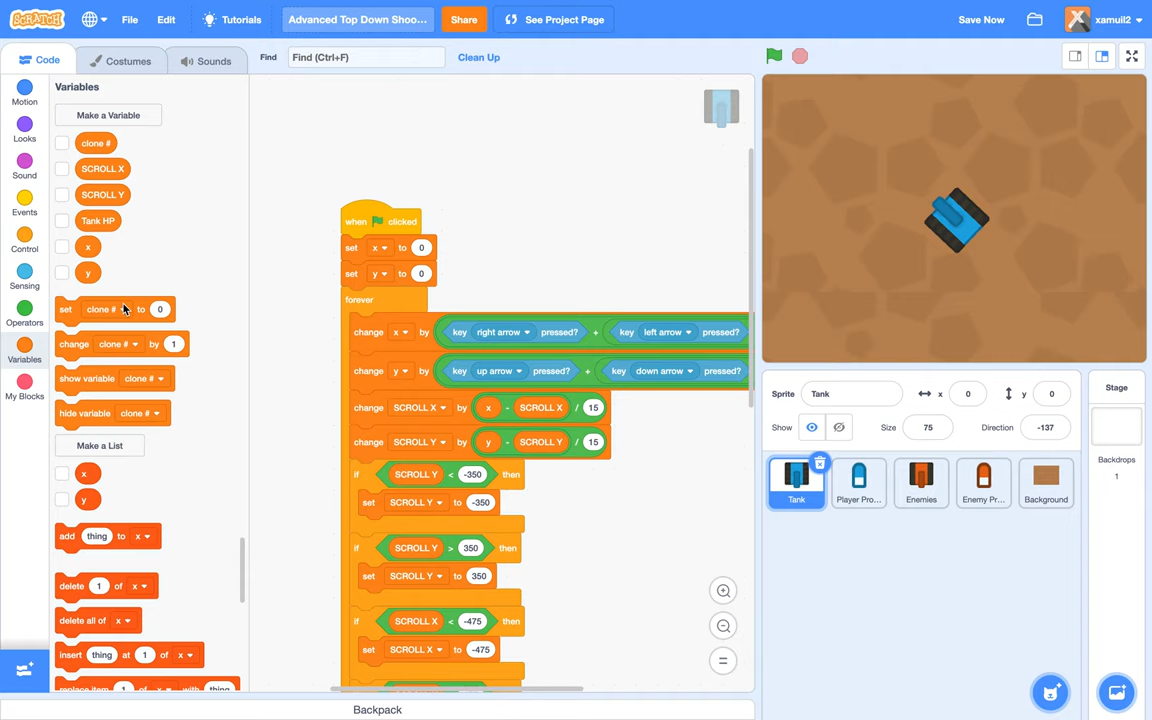 SCRATCH File Edit Tutorials Advanced Top Down Shoo... Share See Project Page Save Now xamuil2
Code Costumes Sounds Find Find (Ctrl+F) Clean Up
Motion
Looks
Sound
Events
Control
Sensing
Operators
Variables
My Blocks
Variables
Make a Variable
clone #
SCROLL X
SCROLL Y
Tank HP
x
y
set clone # to 0
change clone # by 1
show variable clone #
hide variable clone #
Make a List
x
y
add thing to x
delete 1 of x
delete all of x
insert thing at 1 of x
replace item 1 of x with thing
when clicked
set x to 0
set y to 0
forever
change x by key right arrow pressed? + key left arrow pressed?
change y by key up arrow pressed? + key down arrow pressed?
change SCROLL X by x - SCROLL X / 15
change SCROLL Y by y - SCROLL Y / 15
if SCROLL Y < -350 then
set SCROLL Y to -350
if SCROLL Y > 350 then
set SCROLL Y to 350
if SCROLL X < -475 then
set SCROLL X to -475
Backpack
Sprite Tank x 0 y 0
Show Size 75 Direction -137
Tank Player Pro... Enemies Enemy Pr... Background
Stage
Backdrops
1